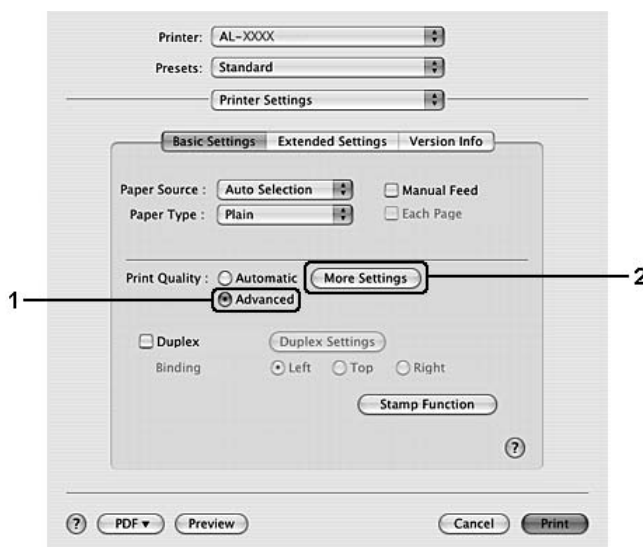 Printer: AL-XXXX
Presets: Standard
Printer Settings
Basic Settings Extended Settings Version Info
Paper Source : Auto Selection Manual Feed
Paper Type : Plain Each Page
Print Quality : Automatic More Settings 2
1 Advanced
Duplex Duplex Settings
Binding Left Top Right
Stamp Function
?
? PDF Preview Cancel Print